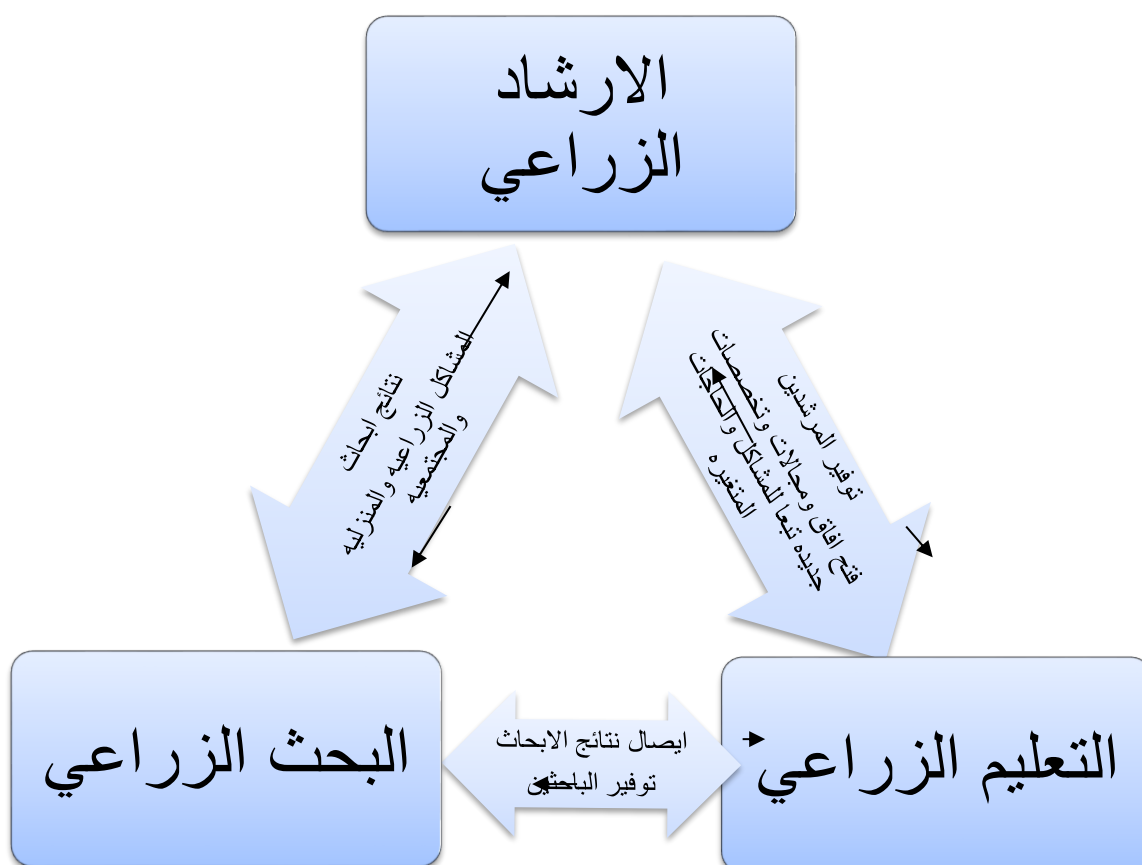 الارشاد
الزراعي
توفير المرشدين
فتح افاق ومجالات وتخصصات
جديده تبعا للمشاكل والحاجات
المتغيره
نتائج ابحاث
المشاكل الزراعيه والمنزليه
والمجتمعيه
التعليم الزراعي
ايصال نتائج الابحاث
توفير الباحثين
البحث الزراعي